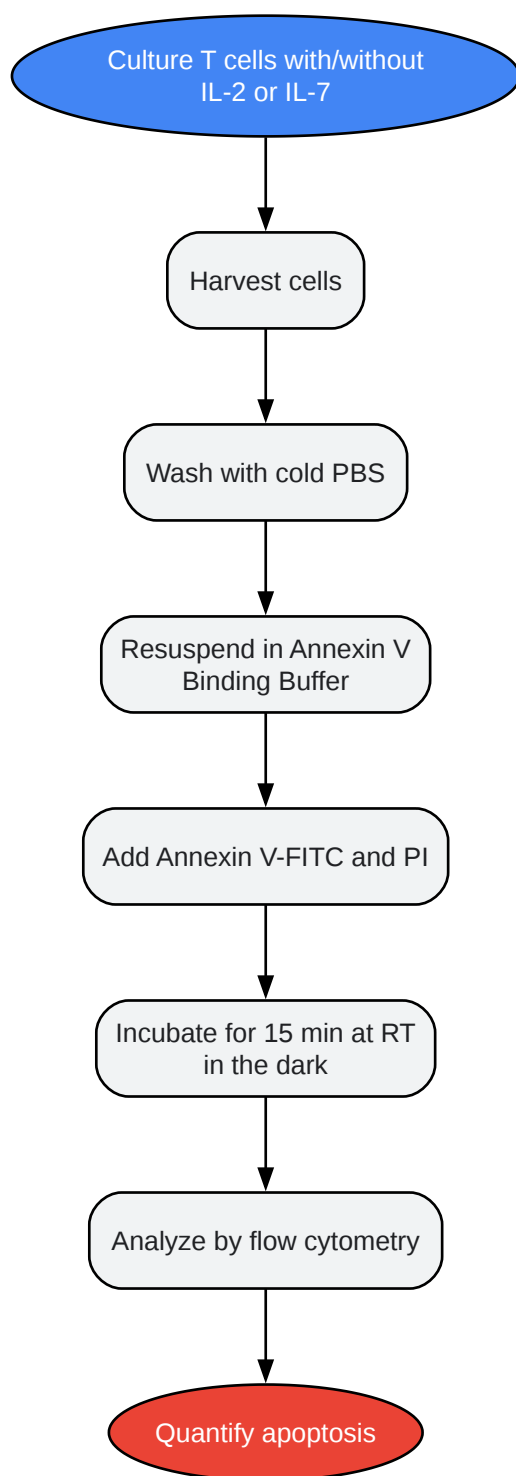 Culture T cells with/without
IL-2 or IL-7
Harvest cells
Wash with cold PBS
Resuspend in Annexin V
Binding Buffer
Add Annexin V-FITC and PI
Incubate for 15 min at RT
in the dark
Analyze by flow cytometry
Quantify apoptosis